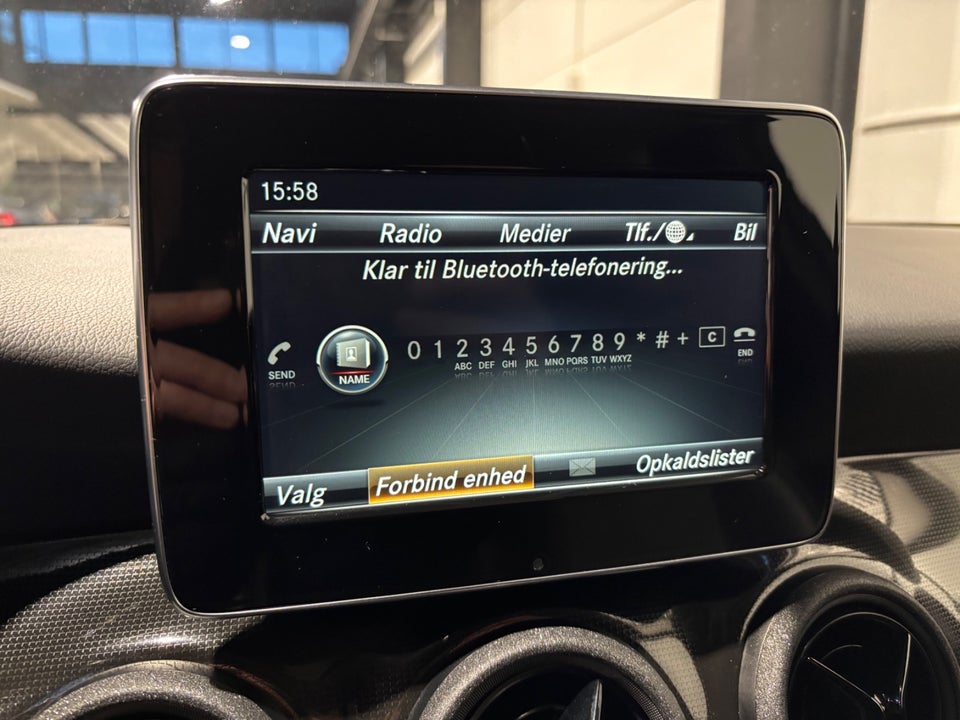 15:58
Navi Radio Medier Tlf./ Bil
Klar til Bluetooth-telefonering...
SEND NAME 0 1 2 3 4 5 6 7 8 9 * # + C END
ABC DEF GHI JKL MNO PQRS TUV WXYZ
Valg Forbind enhed Opkaldslister